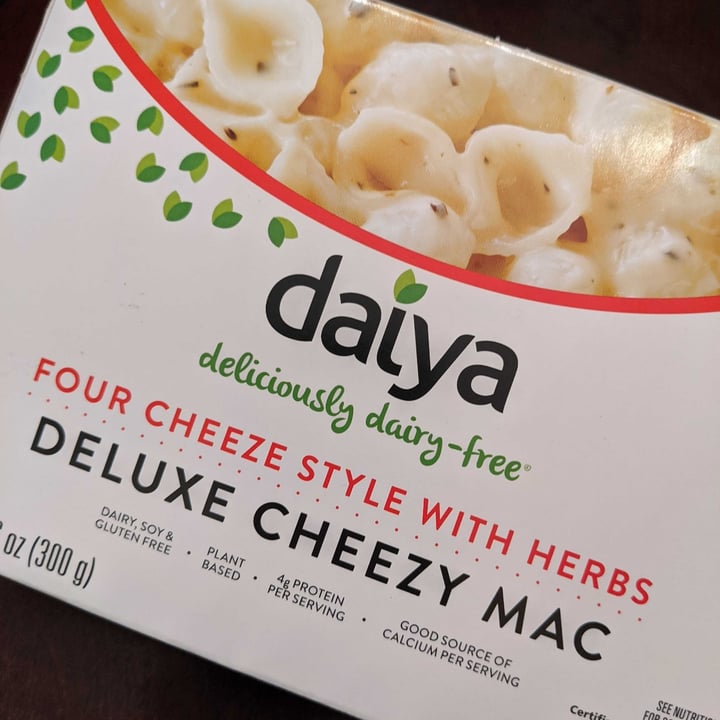 daiya
deliciously dairy-free®
FOUR CHEEZE STYLE WITH HERBS
DELUXE CHEEZY MAC
DAIRY, SOY &
GLUTEN FREE
• PLANT
BASED
• 4g PROTEIN
PER SERVING
• GOOD SOURCE OF
CALCIUM PER SERVING
oz (300 g)
SEE